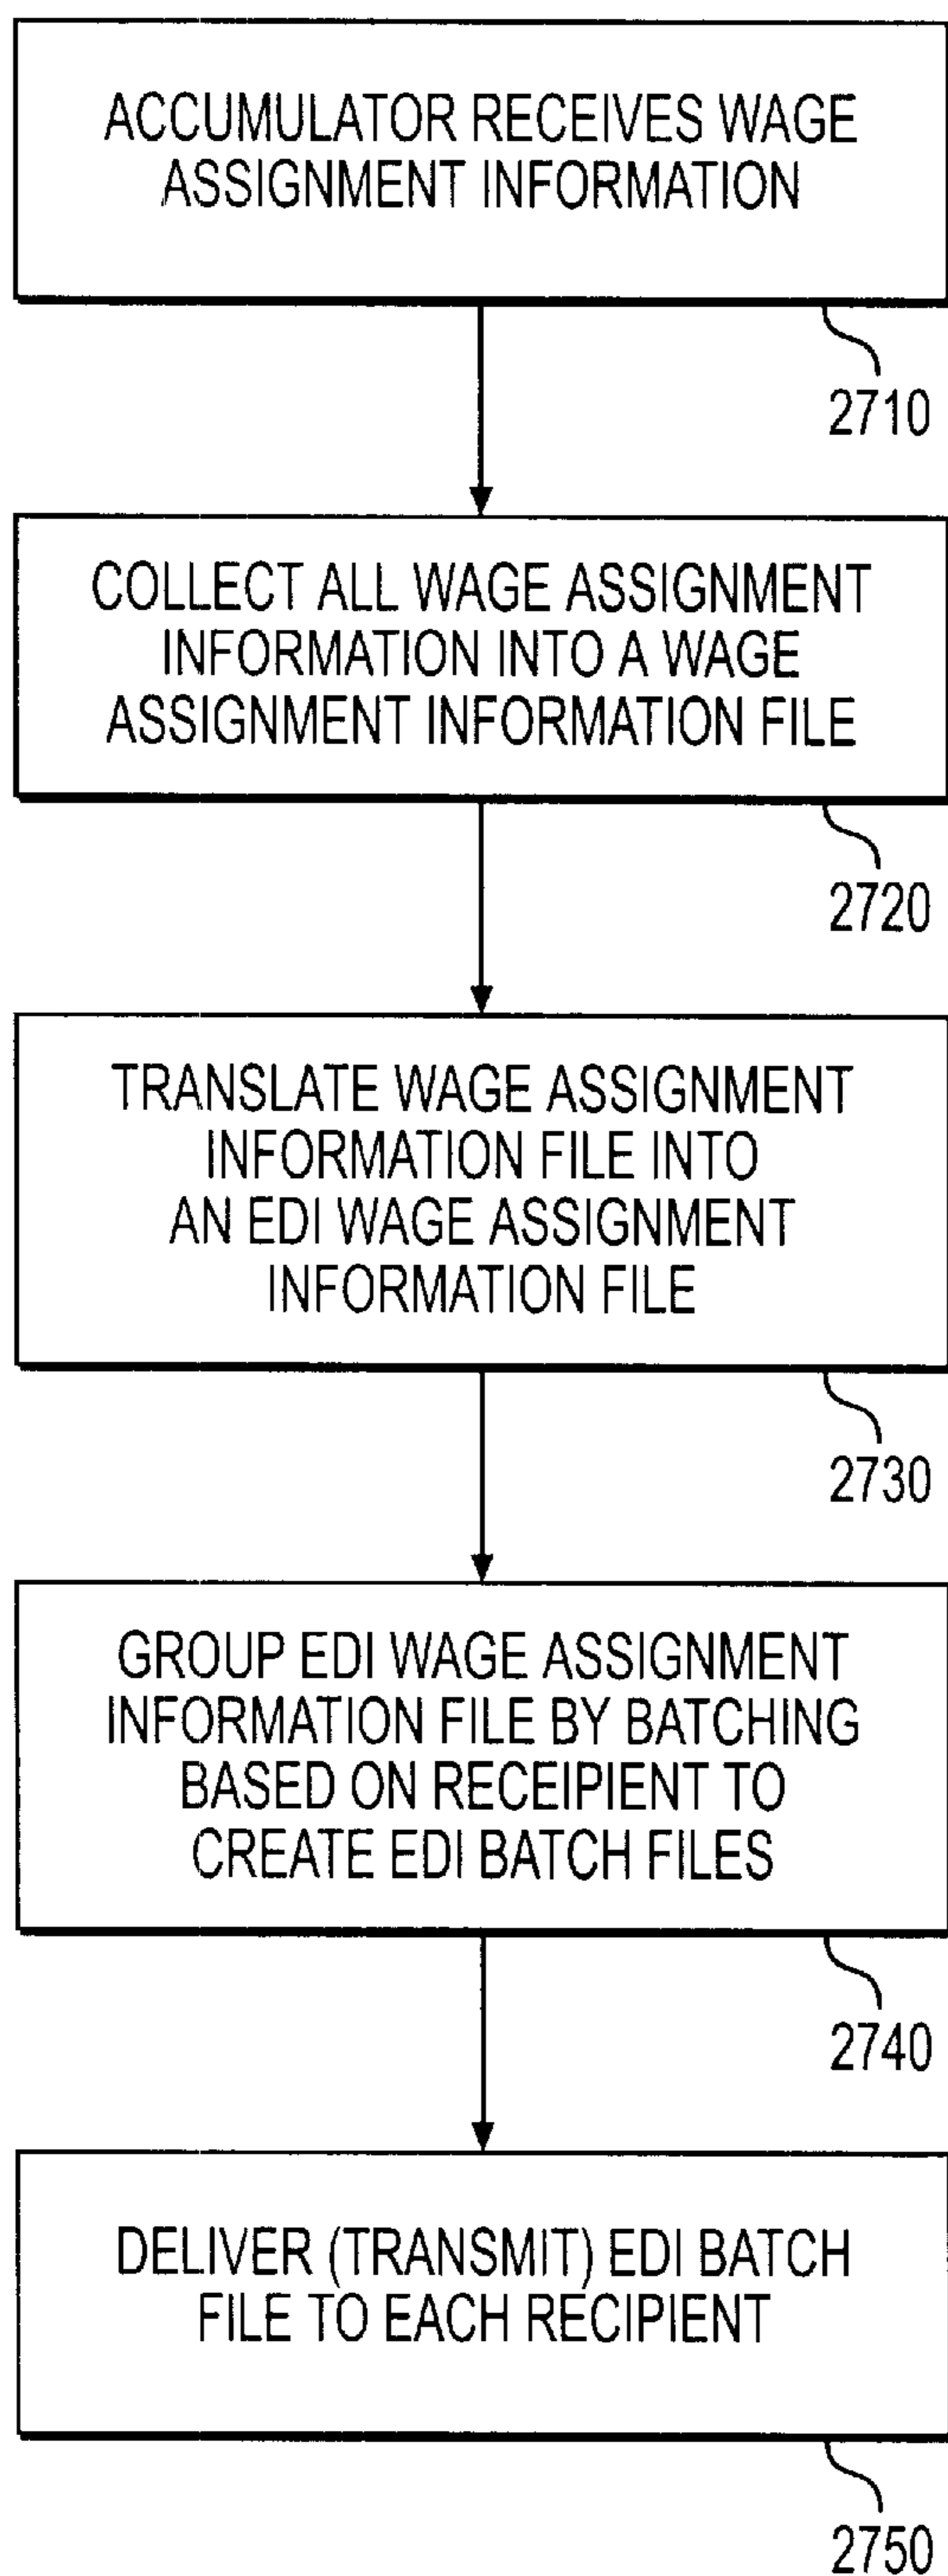 ACCUMULATOR RECEIVES WAGE
ASSIGNMENT INFORMATION
2710
COLLECT ALL WAGE ASSIGNMENT
INFORMATION INTO A WAGE
ASSIGNMENT INFORMATION FILE
2720
TRANSLATE WAGE ASSIGNMENT
INFORMATION FILE INTO
AN EDI WAGE ASSIGNMENT
INFORMATION FILE
2730
GROUP EDI WAGE ASSIGNMENT
INFORMATION FILE BY BATCHING
BASED ON RECEIPIENT TO
CREATE EDI BATCH FILES
2740
DELIVER (TRANSMIT) EDI BATCH
FILE TO EACH RECIPIENT
2750